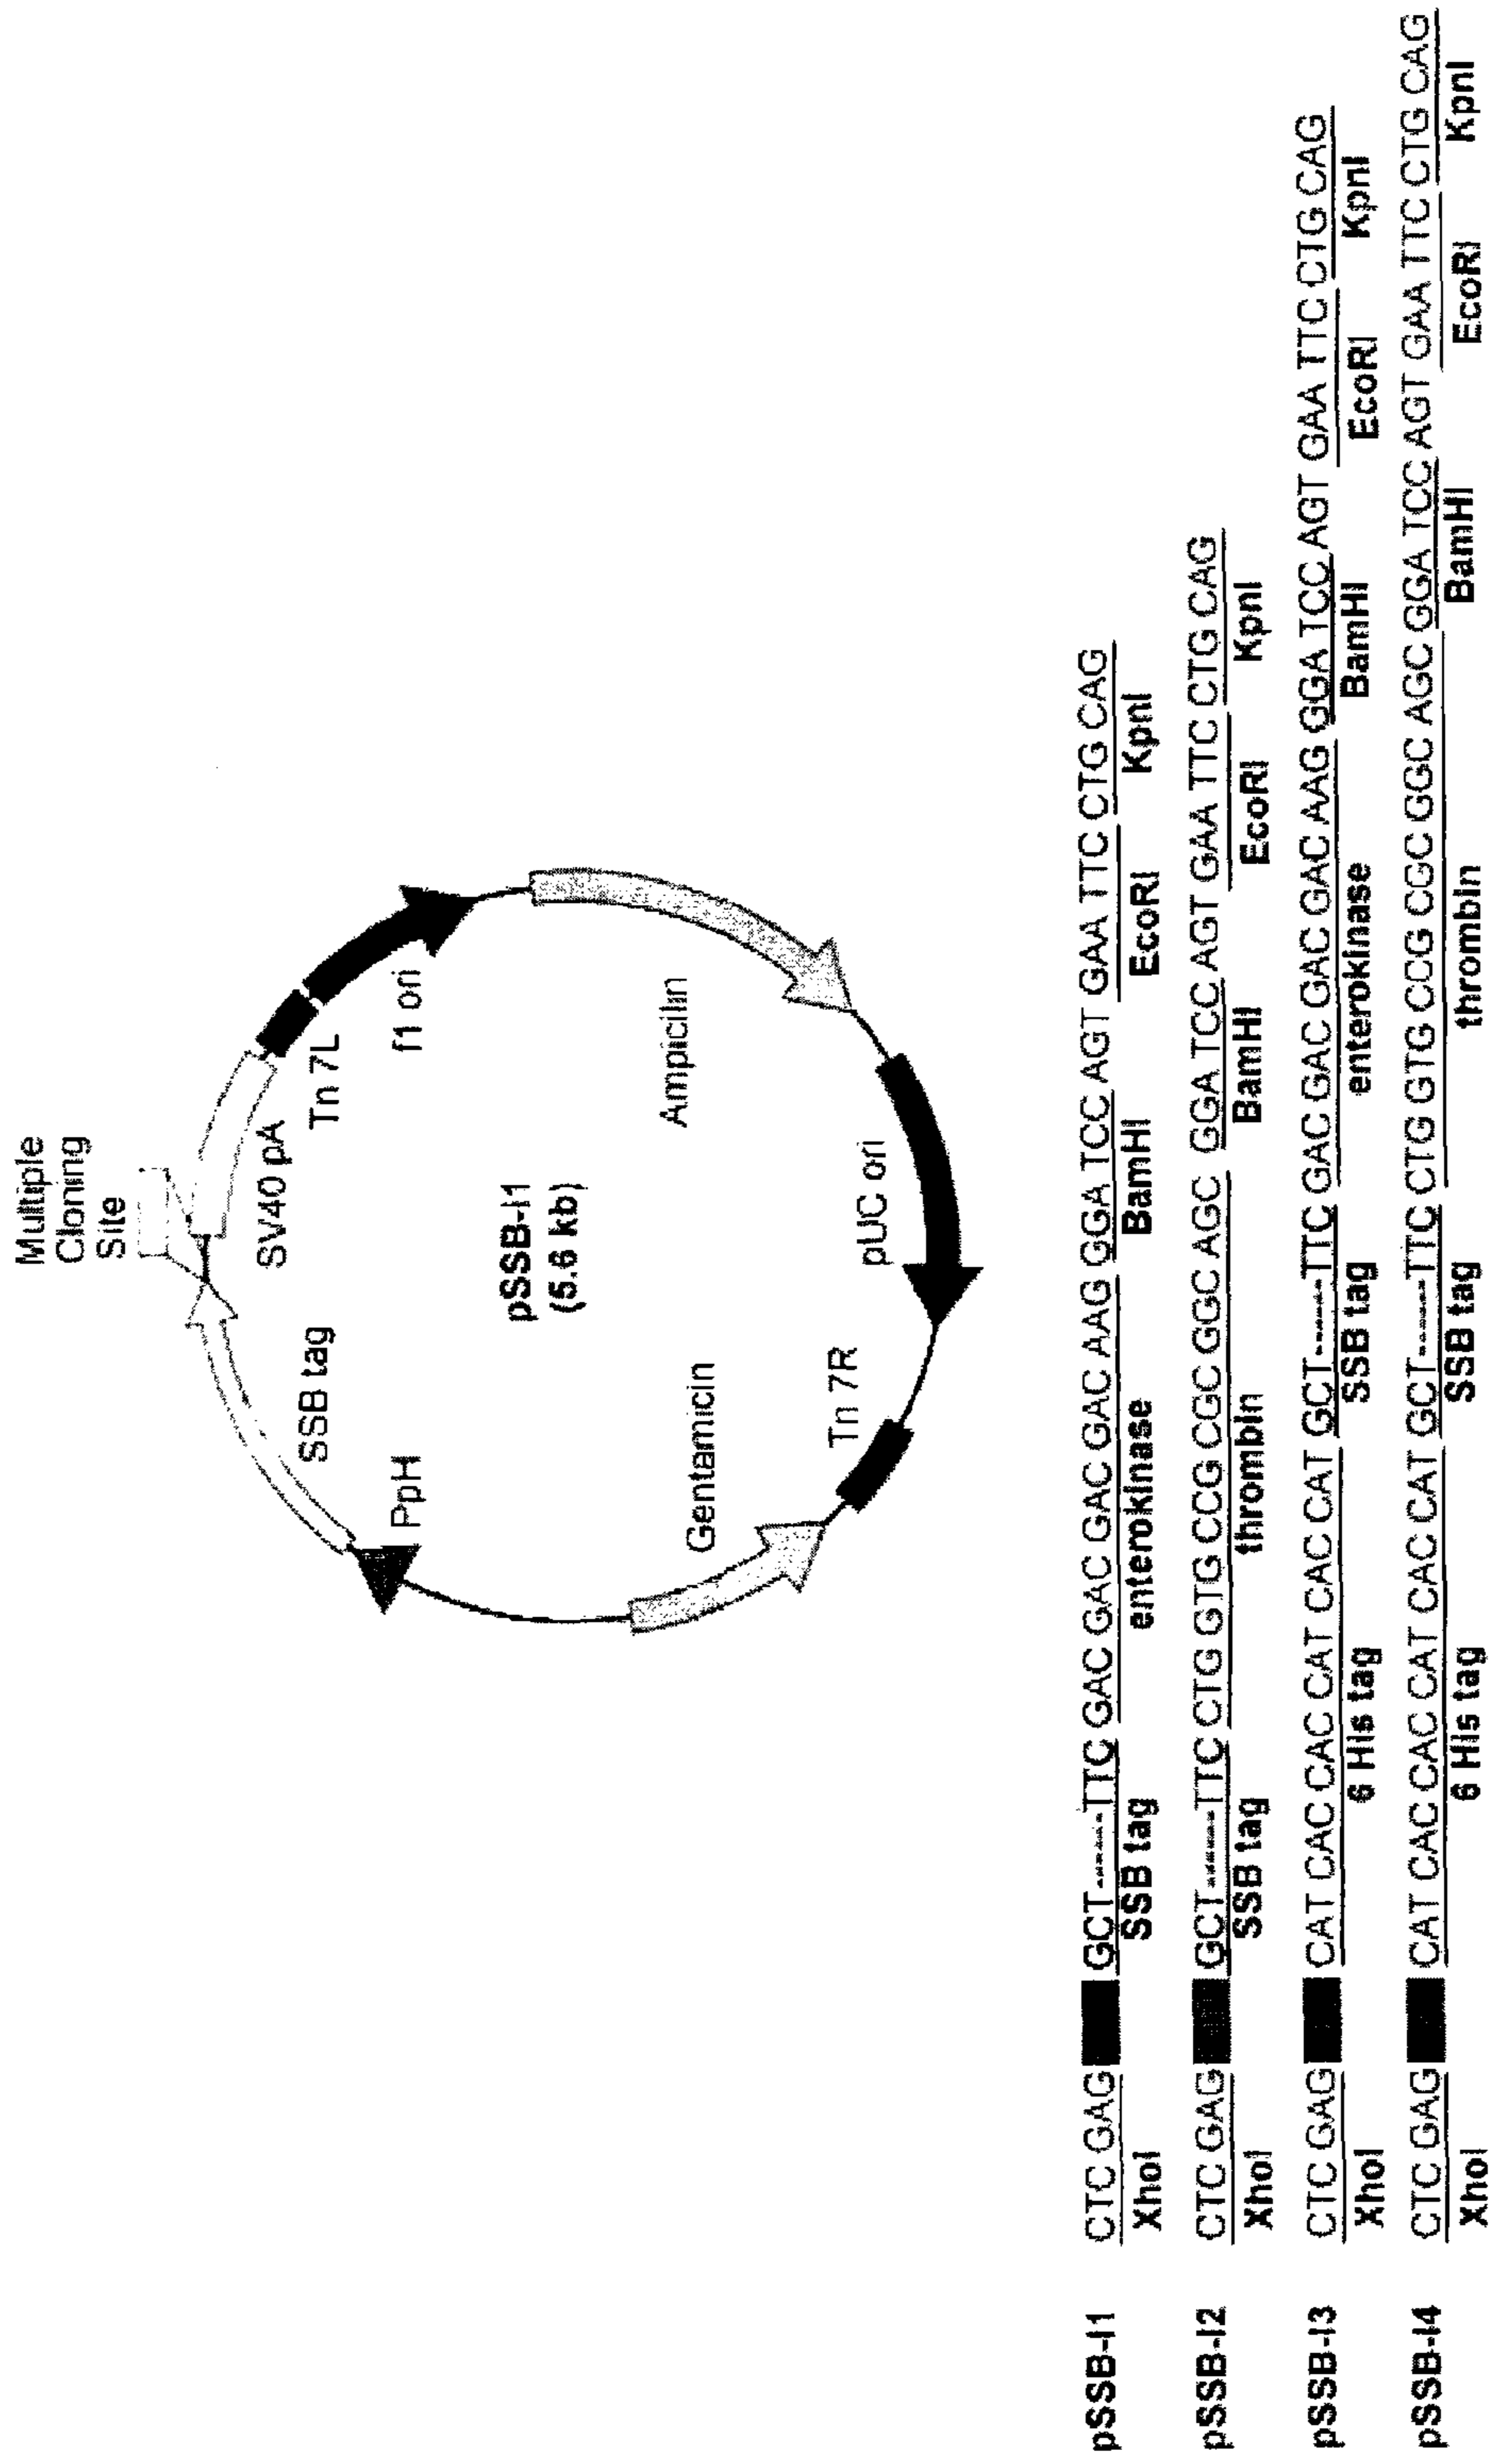 Multiple
Cloning
Site
SSB tag
SV40 pA
Tn 7L
f1 ori
PpH
pSSB-I1
(5.6 kb)
Ampicilin
Gentamicin
Tn 7R
pUC ori
pSSB-I1 CTC GAG GCT------TTC GAC GAC GAC GAC AAG GGA TCC AGT GAA TTC CTG CAG
XhoI SSB tag enterokinase BamHI EcoRI KpnI
pSSB-I2 CTC GAG GCT------TTC CTG GTG CCG CGC GGC AGC GGA TCC AGT GAA TTC CTG CAG
XhoI SSB tag thrombin BamHI EcoRI KpnI
pSSB-I3 CTC GAG CAT CAC CAC CAT CAC CAT GCT------TTC GAC GAC GAC GAC AAG GGA TCC AGT GAA TTC CTG CAG
XhoI 6 His tag SSB tag enterokinase BamHI EcoRI KpnI
pSSB-I4 CTC GAG CAT CAC CAC CAT CAC CAT GCT------TTC CTG GTG CCG CGC GGC AGC GGA TCC AGT GAA TTC CTG CAG
XhoI 6 His tag SSB tag thrombin BamHI EcoRI KpnI